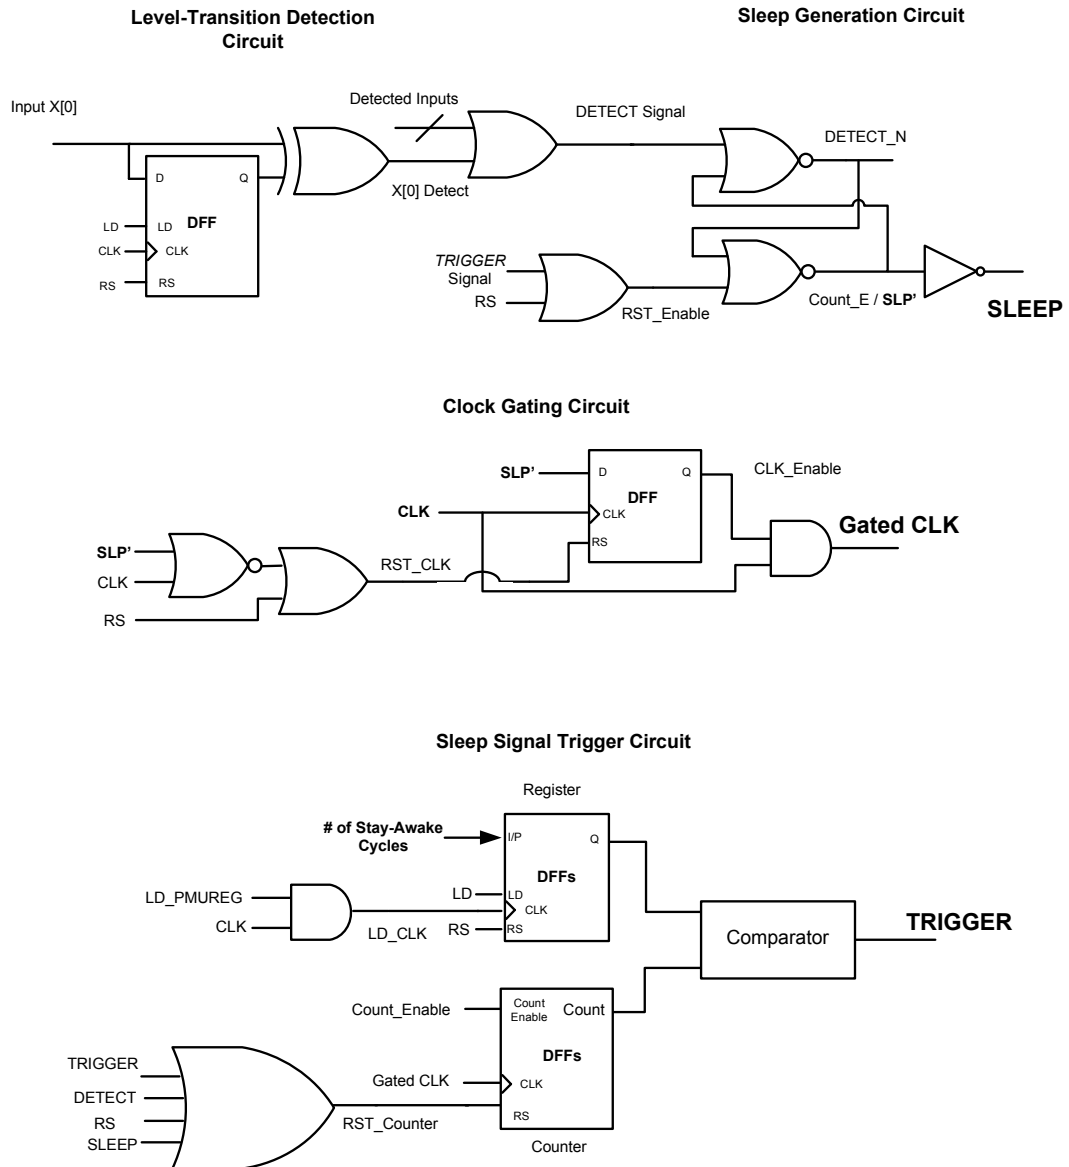 Level-Transition Detection
Circuit
Sleep Generation Circuit
Input X[0]
Detected Inputs
DETECT Signal
DETECT_N
X[0] Detect
D
Q
DFF
LD
LD
CLK
CLK
RS
RS
TRIGGER
Signal
RS
RST_Enable
Count_E / SLP'
SLEEP
Clock Gating Circuit
SLP'
D
Q
CLK_Enable
DFF
CLK
CLK
Gated CLK
RS
SLP'
CLK
RST_CLK
RS
Sleep Signal Trigger Circuit
Register
# of Stay-Awake
Cycles
I/P
Q
DFFs
LD_PMUREG
LD
LD
CLK
CLK
LD_CLK
RS
RS
Comparator
TRIGGER
Count_Enable
Count
Enable
Count
DFFs
TRIGGER
Gated CLK
CLK
DETECT
RS
RST_Counter
RS
SLEEP
Counter